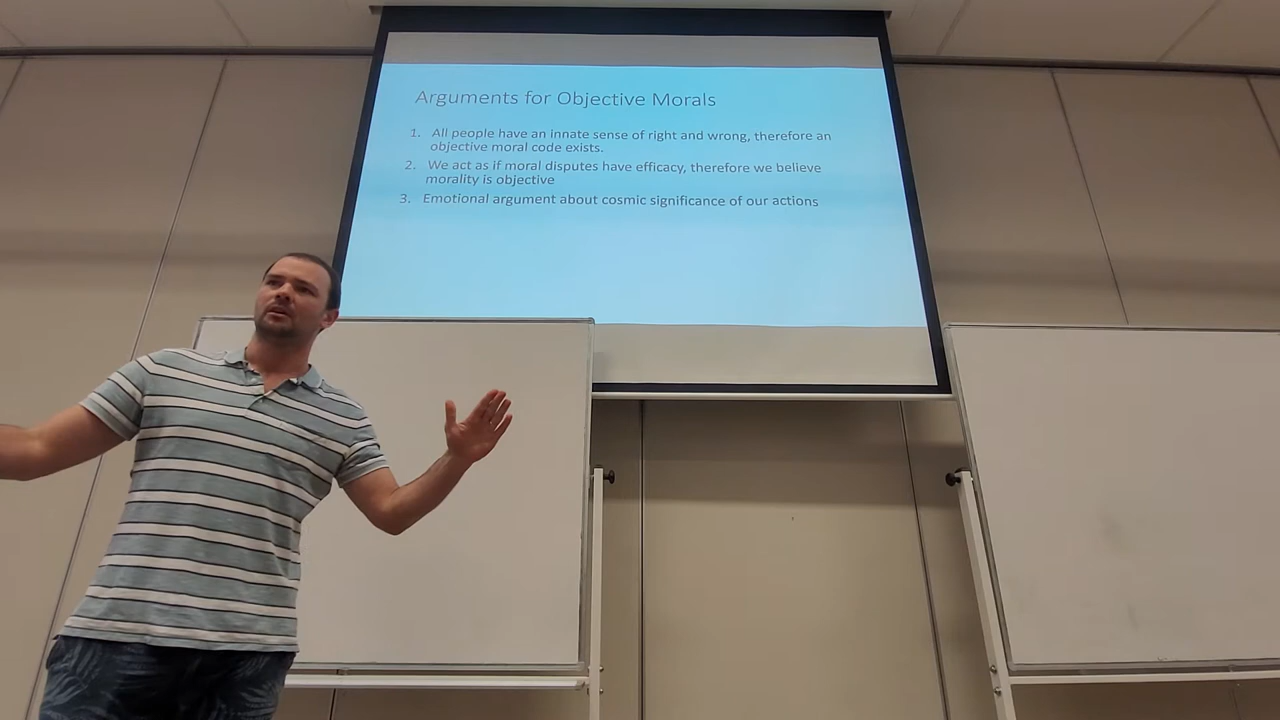 Arguments for Objective Morals
1. All people have an innate sense of right and wrong, therefore an
objective moral code exists.
2. We act as if moral disputes have efficacy, therefore we believe
morality is objective
3. Emotional argument about cosmic significance of our actions